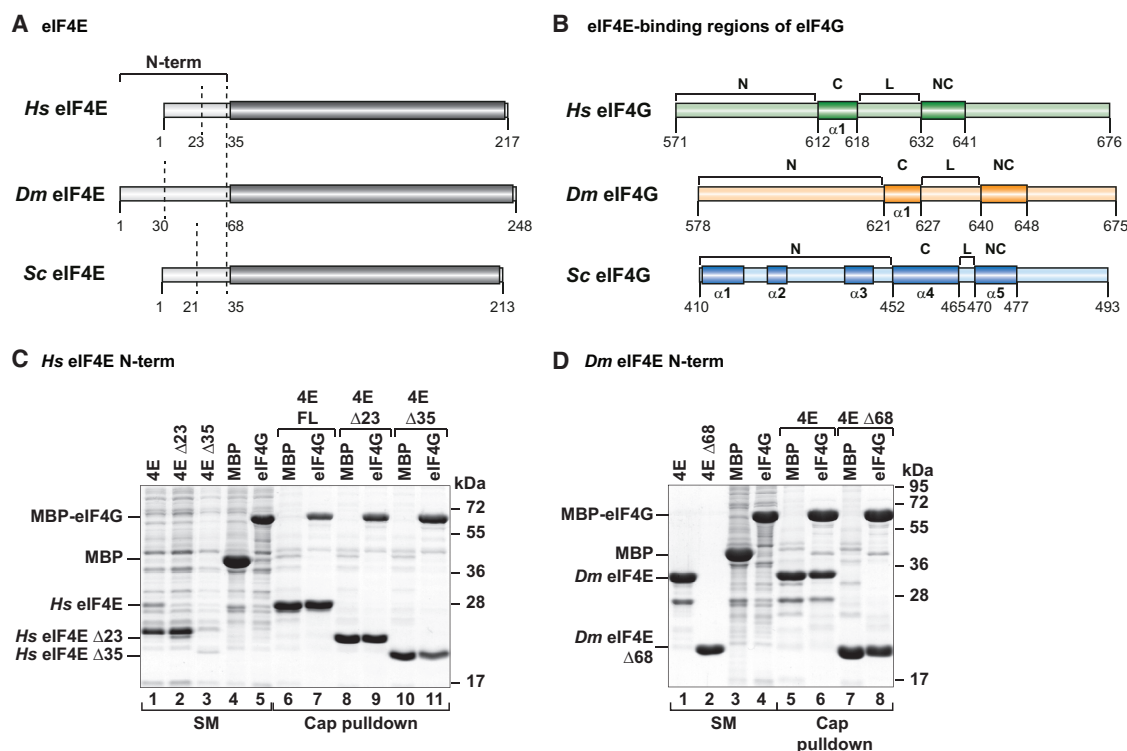 A eIF4E
N-term
Hs eIF4E
1 23 35 217
Dm eIF4E
1 30 68 248
Sc eIF4E
1 21 35 213
B eIF4E-binding regions of eIF4G
N C L NC
Hs eIF4G
α1
571 612 618 632 641 676
N C L NC
Dm eIF4G
α1
578 621 627 640 648 675
N C L NC
Sc eIF4G
α1 α2 α3 α4 α5
410 452 465 470 477 493
C Hs eIF4E N-term
4E FL 4E Δ23 4E Δ35
4E 4E Δ23 4E Δ35 MBP eIF4G MBP eIF4G MBP eIF4G MBP eIF4G
kDa
MBP-eIF4G 72
55
MBP
36
Hs eIF4E 28
Hs eIF4E Δ23
Hs eIF4E Δ35
17
1 2 3 4 5 6 7 8 9 10 11
SM Cap pulldown
D Dm eIF4E N-term
4E 4E Δ68
4E 4E Δ68 MBP eIF4G MBP eIF4G MBP eIF4G
kDa
95
72
MBP-eIF4G
55
MBP
36
Dm eIF4E
28
Dm eIF4E
Δ68
17
1 2 3 4 5 6 7 8
SM Cap
pulldown